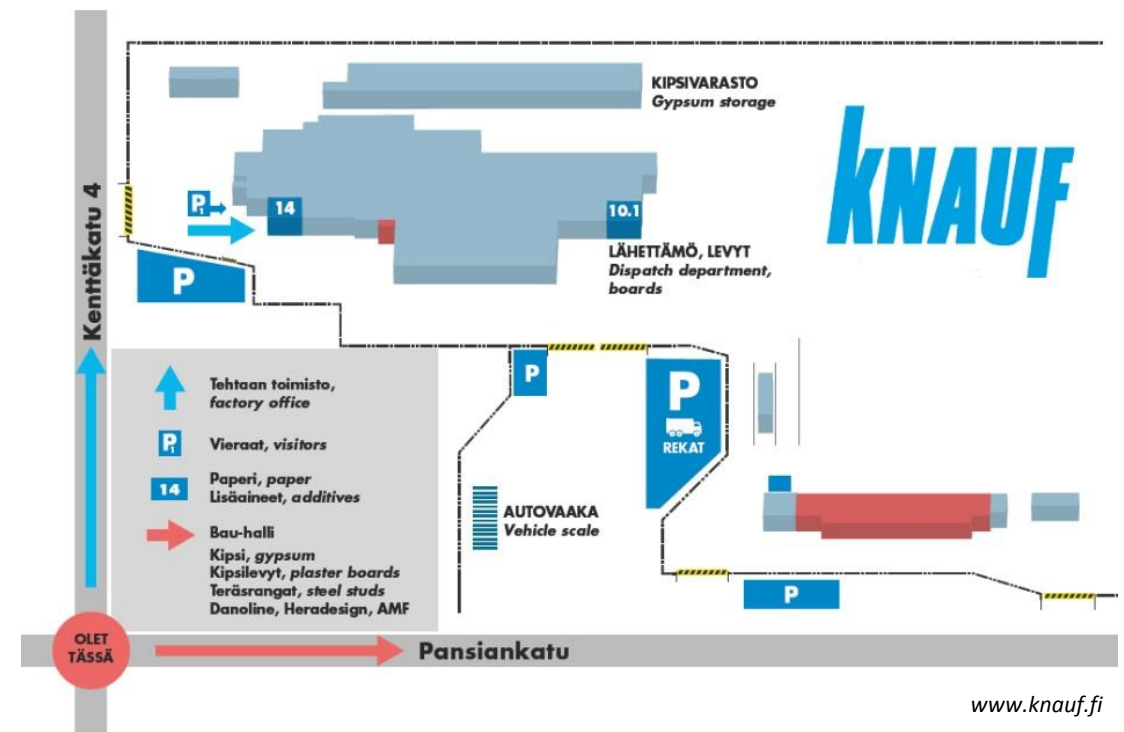 KIPSIVARASTO
Gypsum storage
KNAUF
Kenttäkatu 4
P1
14
10.1
LÄHETTÄMÖ, LEVYT
Dispatch department,
boards
P
P
P
REKAT
Tehtaan toimisto,
factory office
P1
Vieraat, visitors
14
Paperi, paper
Lisäaineet, additives
AUTOVAAKA
Vehicle scale
Bau-halli
Kipsi, gypsum
Kipsilevyt, plaster boards
Teräsrangat, steel studs
Danoline, Heradesign, AMF
P
OLET
TÄSSÄ
Pansiankatu
www.knauf.fi